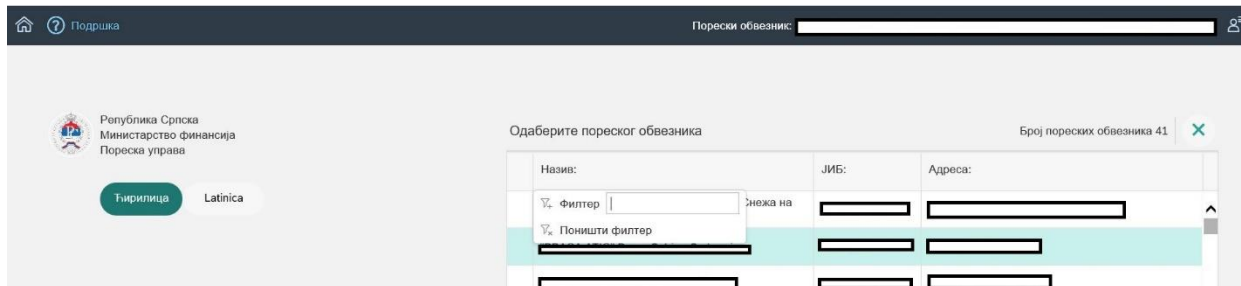 Подршка
Порески обвезник:
Република Српска
Министарство финансија
Пореска управа
Ћирилица
Latinica
Одаберите пореског обвезника
Број пореских обвезника 41
Назив:
ЈИБ:
Адреса:
Филтер
Снежа на
Поништи филтер